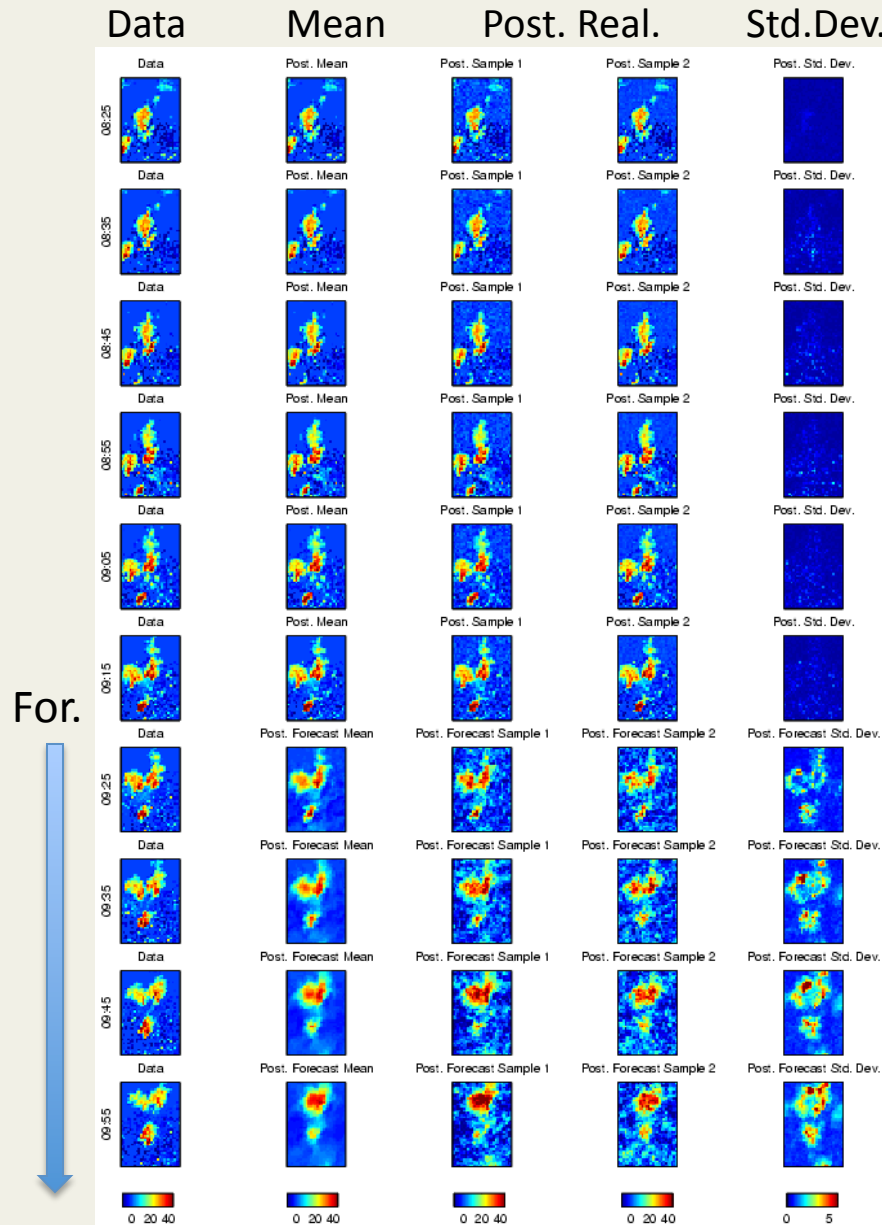 Data Mean Post. Real. Std.Dev.
Data Post. Mean Post. Sample 1 Post. Sample 2 Post. Std. Dev.
08:25
Data Post. Mean Post. Sample 1 Post. Sample 2 Post. Std. Dev.
08:35
Data Post. Mean Post. Sample 1 Post. Sample 2 Post. Std. Dev.
08:45
Data Post. Mean Post. Sample 1 Post. Sample 2 Post. Std. Dev.
08:55
Data Post. Mean Post. Sample 1 Post. Sample 2 Post. Std. Dev.
09:05
Data Post. Mean Post. Sample 1 Post. Sample 2 Post. Std. Dev.
09:15
For.
Data Post. Forecast Mean Post. Forecast Sample 1 Post. Forecast Sample 2 Post. Forecast Std. Dev.
09:25
Data Post. Forecast Mean Post. Forecast Sample 1 Post. Forecast Sample 2 Post. Forecast Std. Dev.
09:35
Data Post. Forecast Mean Post. Forecast Sample 1 Post. Forecast Sample 2 Post. Forecast Std. Dev.
09:45
Data Post. Forecast Mean Post. Forecast Sample 1 Post. Forecast Sample 2 Post. Forecast Std. Dev.
09:55
0 20 40 0 20 40 0 20 40 0 20 40 0 5